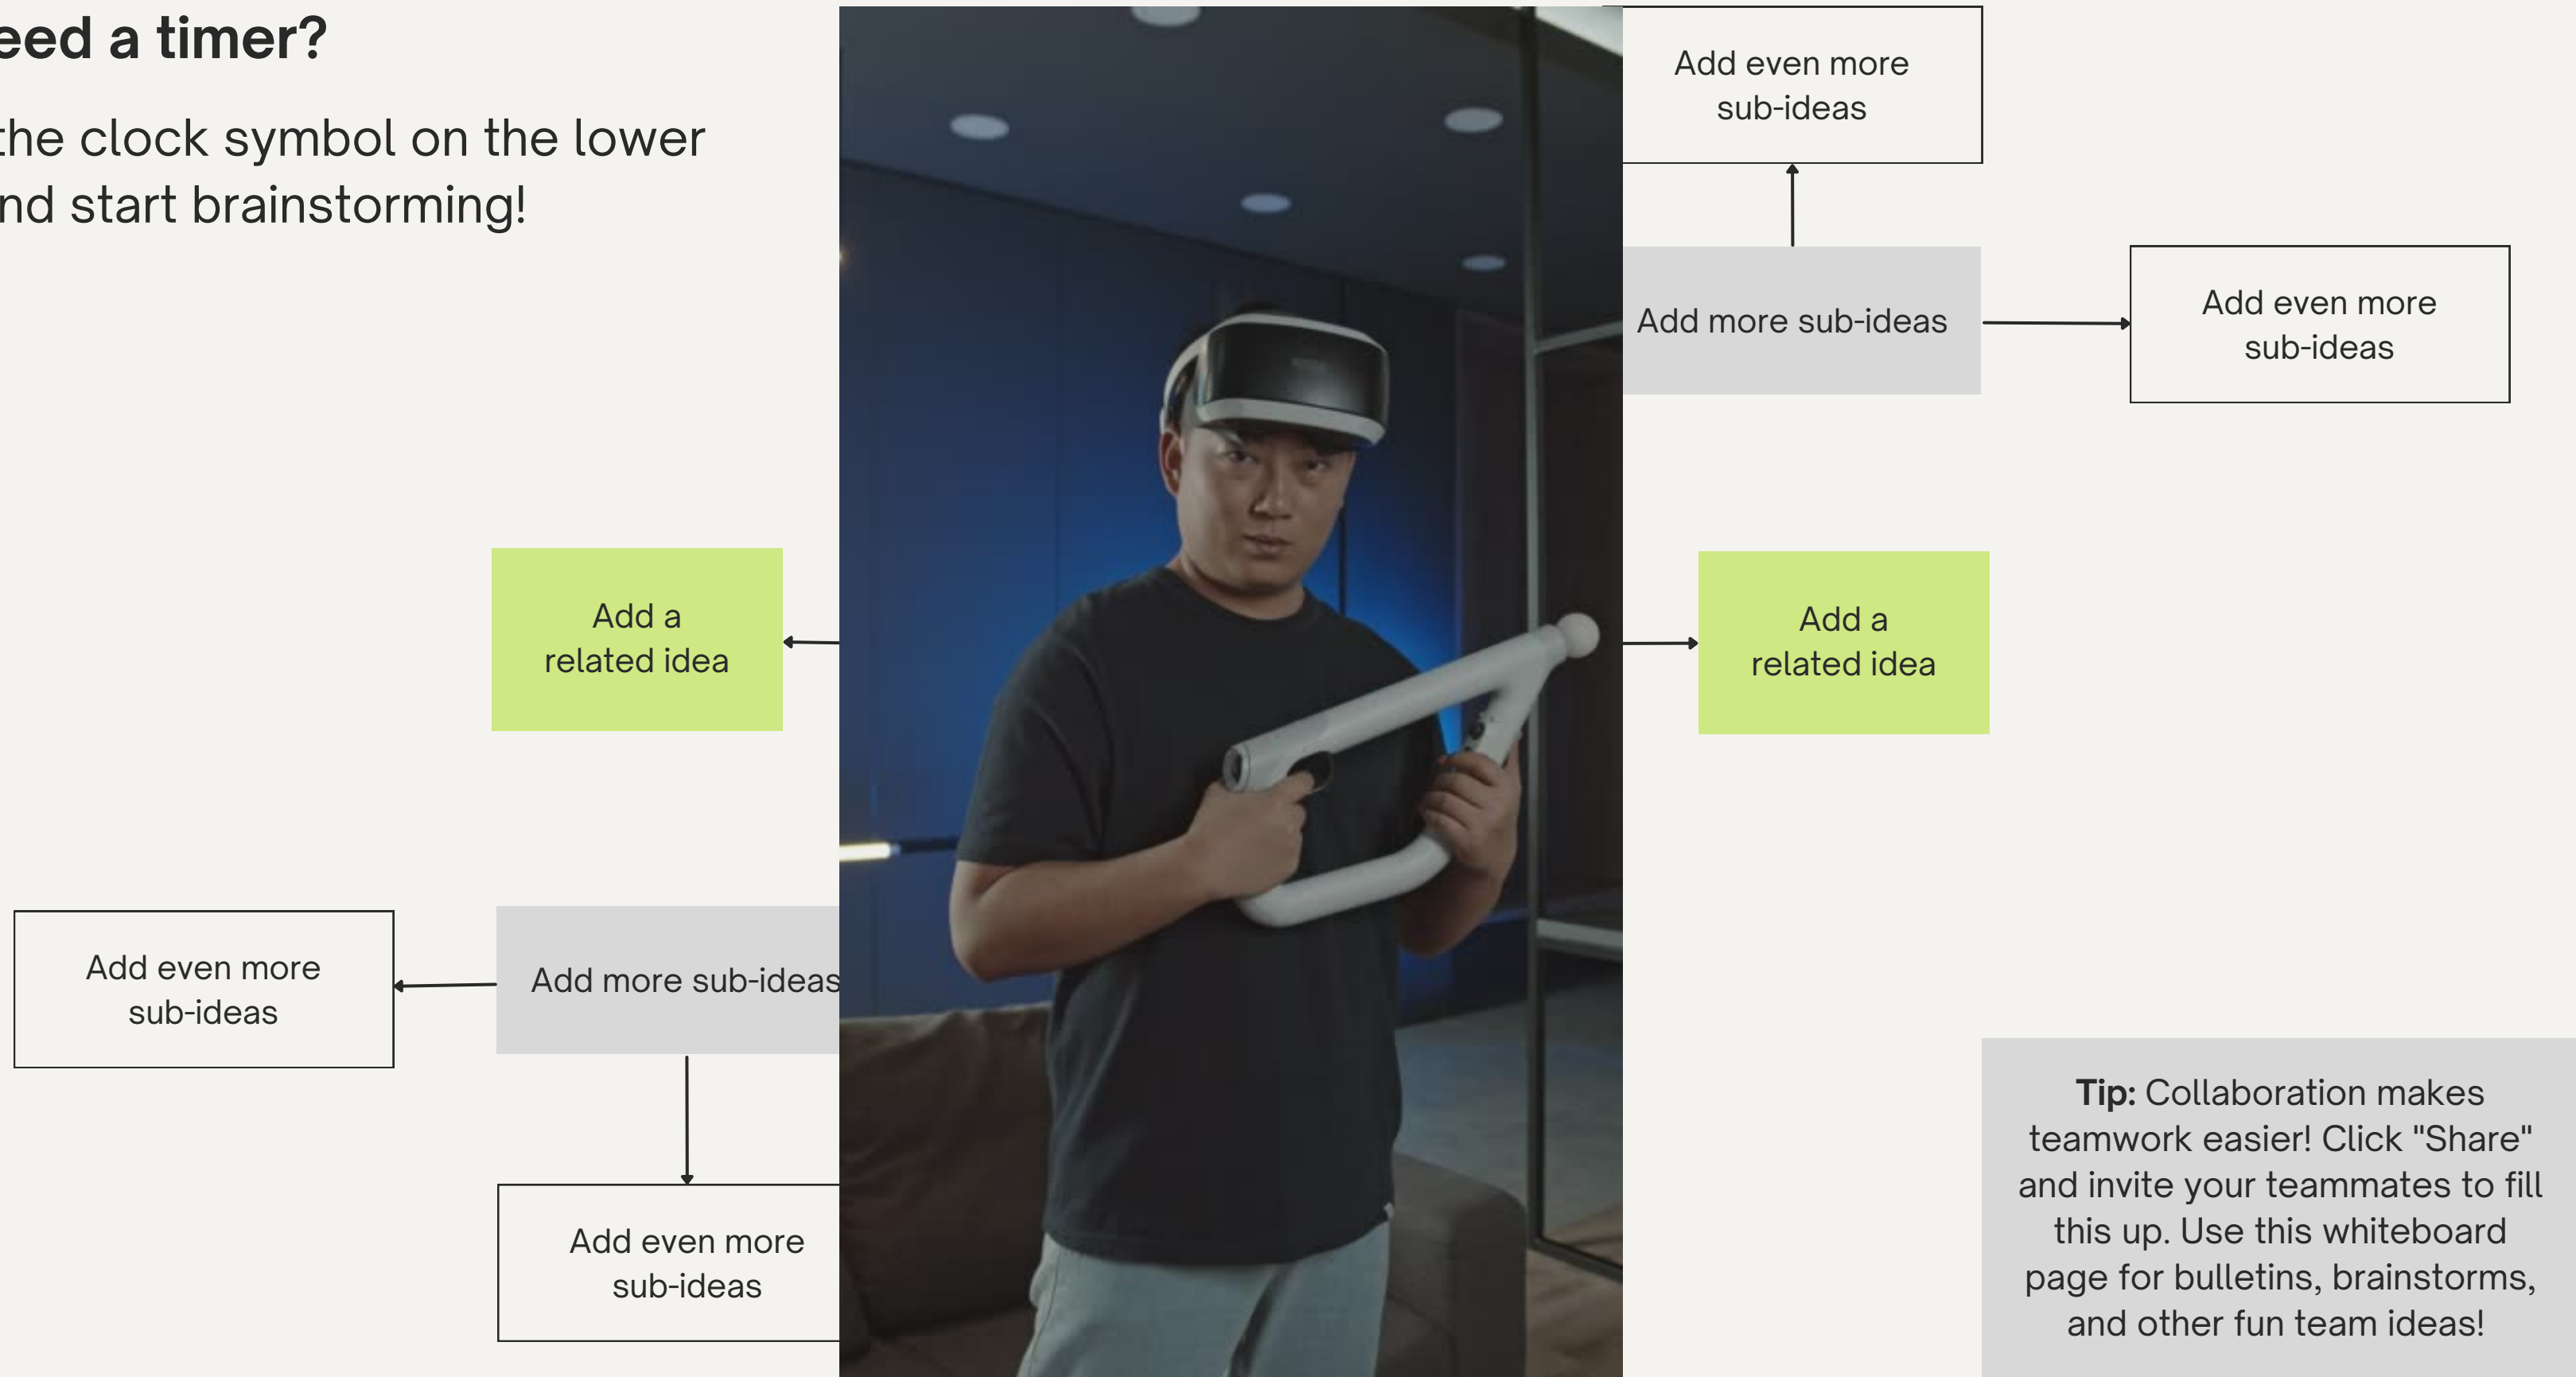 eed a timer?
the clock symbol on the lower
nd start brainstorming!
Add even more
sub-ideas
Add more sub-ideas
Add even more
sub-ideas
Add a
related idea
Add a
related idea
Add even more
sub-ideas
Add more sub-ideas
Add even more
sub-ideas
Tip: Collaboration makes
teamwork easier! Click "Share"
and invite your teammates to fill
this up. Use this whiteboard
page for bulletins, brainstorms,
and other fun team ideas!